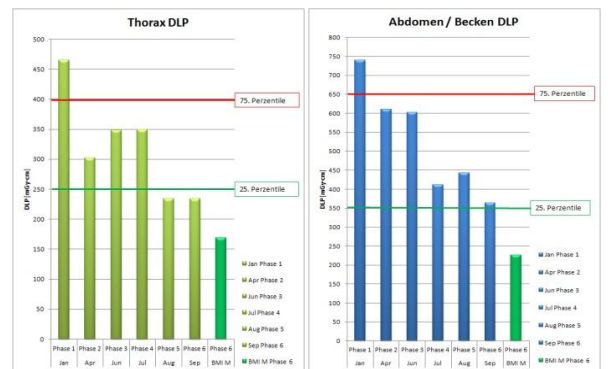 Thorax DLP
500
450
400
350
300
250
200
150
100
50
0
DLP[mGy·cm]
75. Perzentile
25. Perzentile
Phase 1 Phase 2 Phase 3 Phase 4 Phase 5 Phase 6 Phase 6
Jan Apr Jun Jul Aug Sep BMI M
Jan Phase 1
Apr Phase 2
Jun Phase 3
Jul Phase 4
Aug Phase 5
Sep Phase 6
BMI M Phase 6
Abdomen / Becken DLP
800
750
700
650
600
550
500
450
400
350
300
250
200
150
100
50
0
DLP[mGy·cm]
75. Perzentile
25. Perzentile
Phase 1 Phase 2 Phase 3 Phase 4 Phase 5 Phase 6 Phase 6
Jan Apr Jun Jul Aug Sep BMI M
Jan Phase 1
Apr Phase 2
Jun Phase 3
Jul Phase 4
Aug Phase 5
Sep Phase 6
BMI M Phase 6